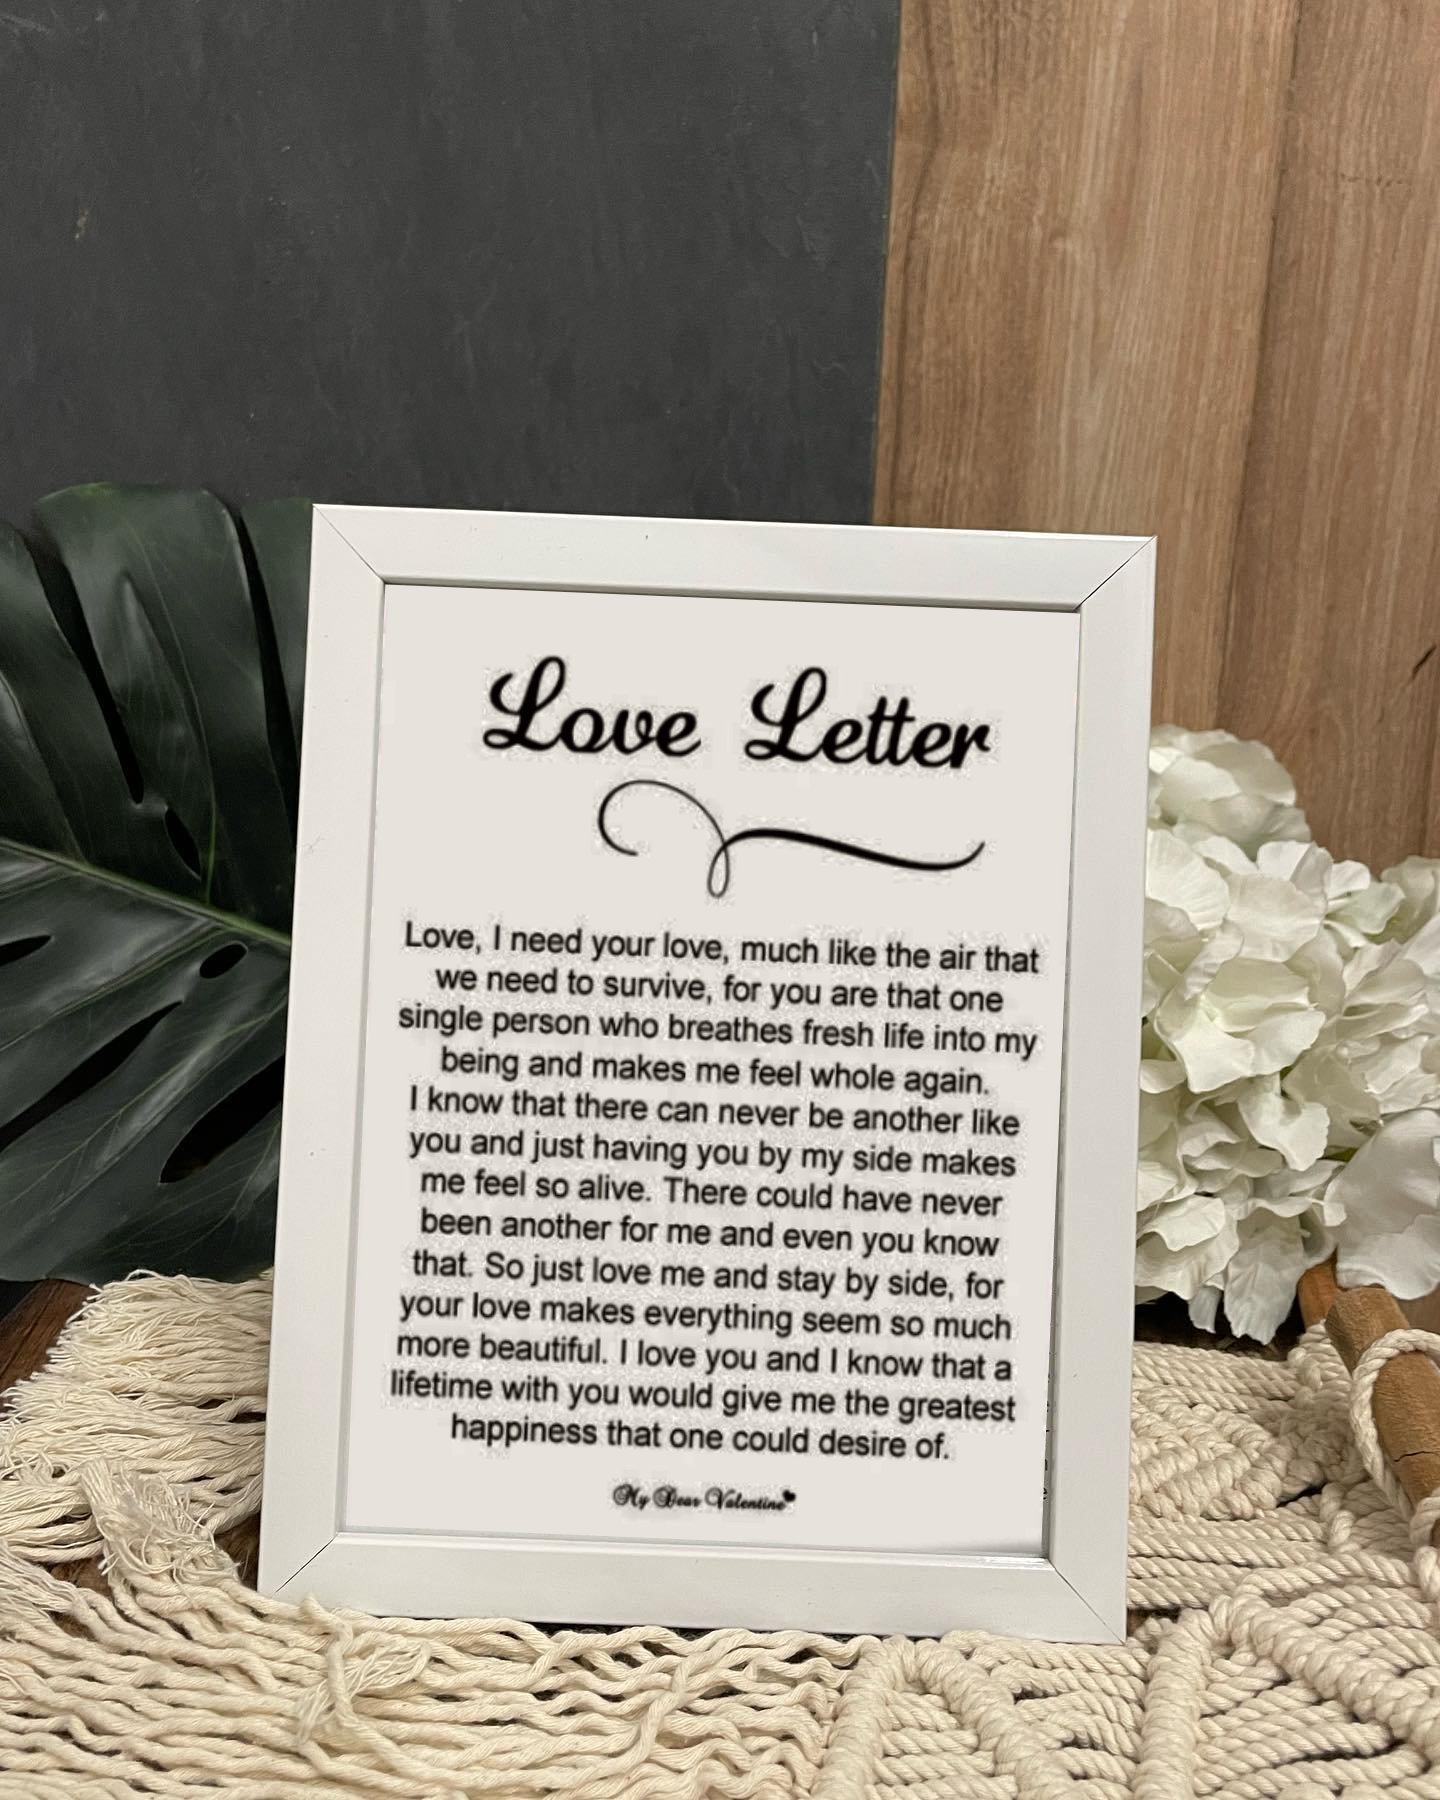 Love Letter
Love, I need your love, much like the air that
we need to survive, for you are that one
single person who breathes fresh life into my
being and makes me feel whole again.
I know that there can never be another like
you and just having you by my side makes
me feel so alive. There could have never
been another for me and even you know
that. So just love me and stay by side, for
your love makes everything seem so much
more beautiful. I love you and I know that a
lifetime with you would give me the greatest
happiness that one could desire of.
My Dear Valentine